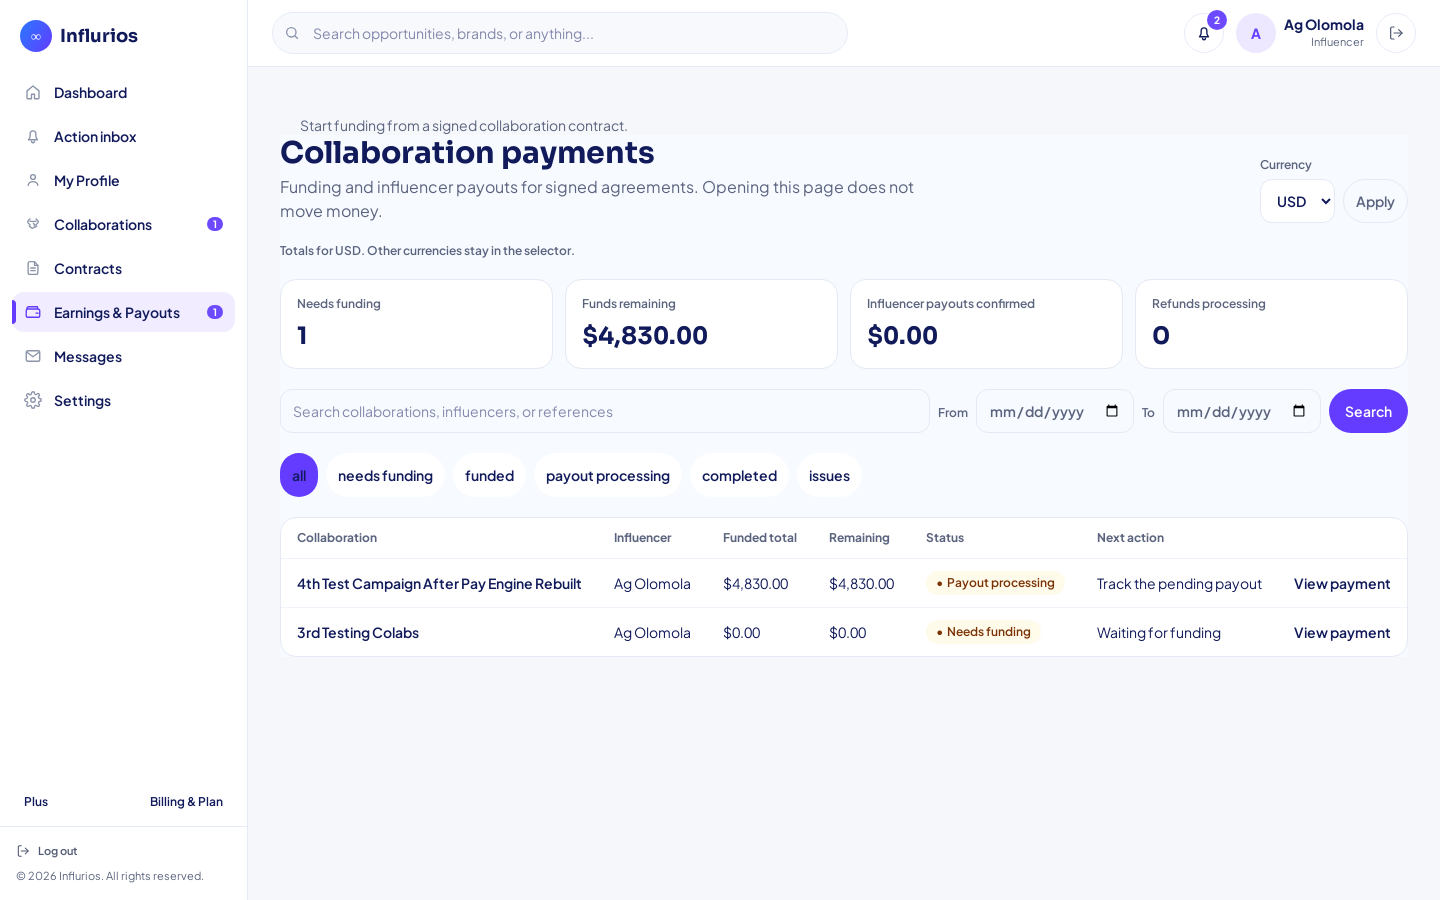 ∞ Influrios
Search opportunities, brands, or anything...
2
A
Ag Olomola
Influencer
Dashboard
Action inbox
My Profile
Collaborations 1
Contracts
Earnings & Payouts 1
Messages
Settings
Plus Billing & Plan
Log out
© 2026 Influrios. All rights reserved.
Start funding from a signed collaboration contract.
Collaboration payments
Funding and influencer payouts for signed agreements. Opening this page does not
move money.
Currency
USD Apply
Totals for USD. Other currencies stay in the selector.
Needs funding
1
Funds remaining
$4,830.00
Influencer payouts confirmed
$0.00
Refunds processing
0
Search collaborations, influencers, or references From mm/dd/yyyy To mm/dd/yyyy Search
all needs funding funded payout processing completed issues
Collaboration Influencer Funded total Remaining Status Next action
4th Test Campaign After Pay Engine Rebuilt Ag Olomola $4,830.00 $4,830.00 • Payout processing Track the pending payout View payment
3rd Testing Colabs Ag Olomola $0.00 $0.00 • Needs funding Waiting for funding View payment